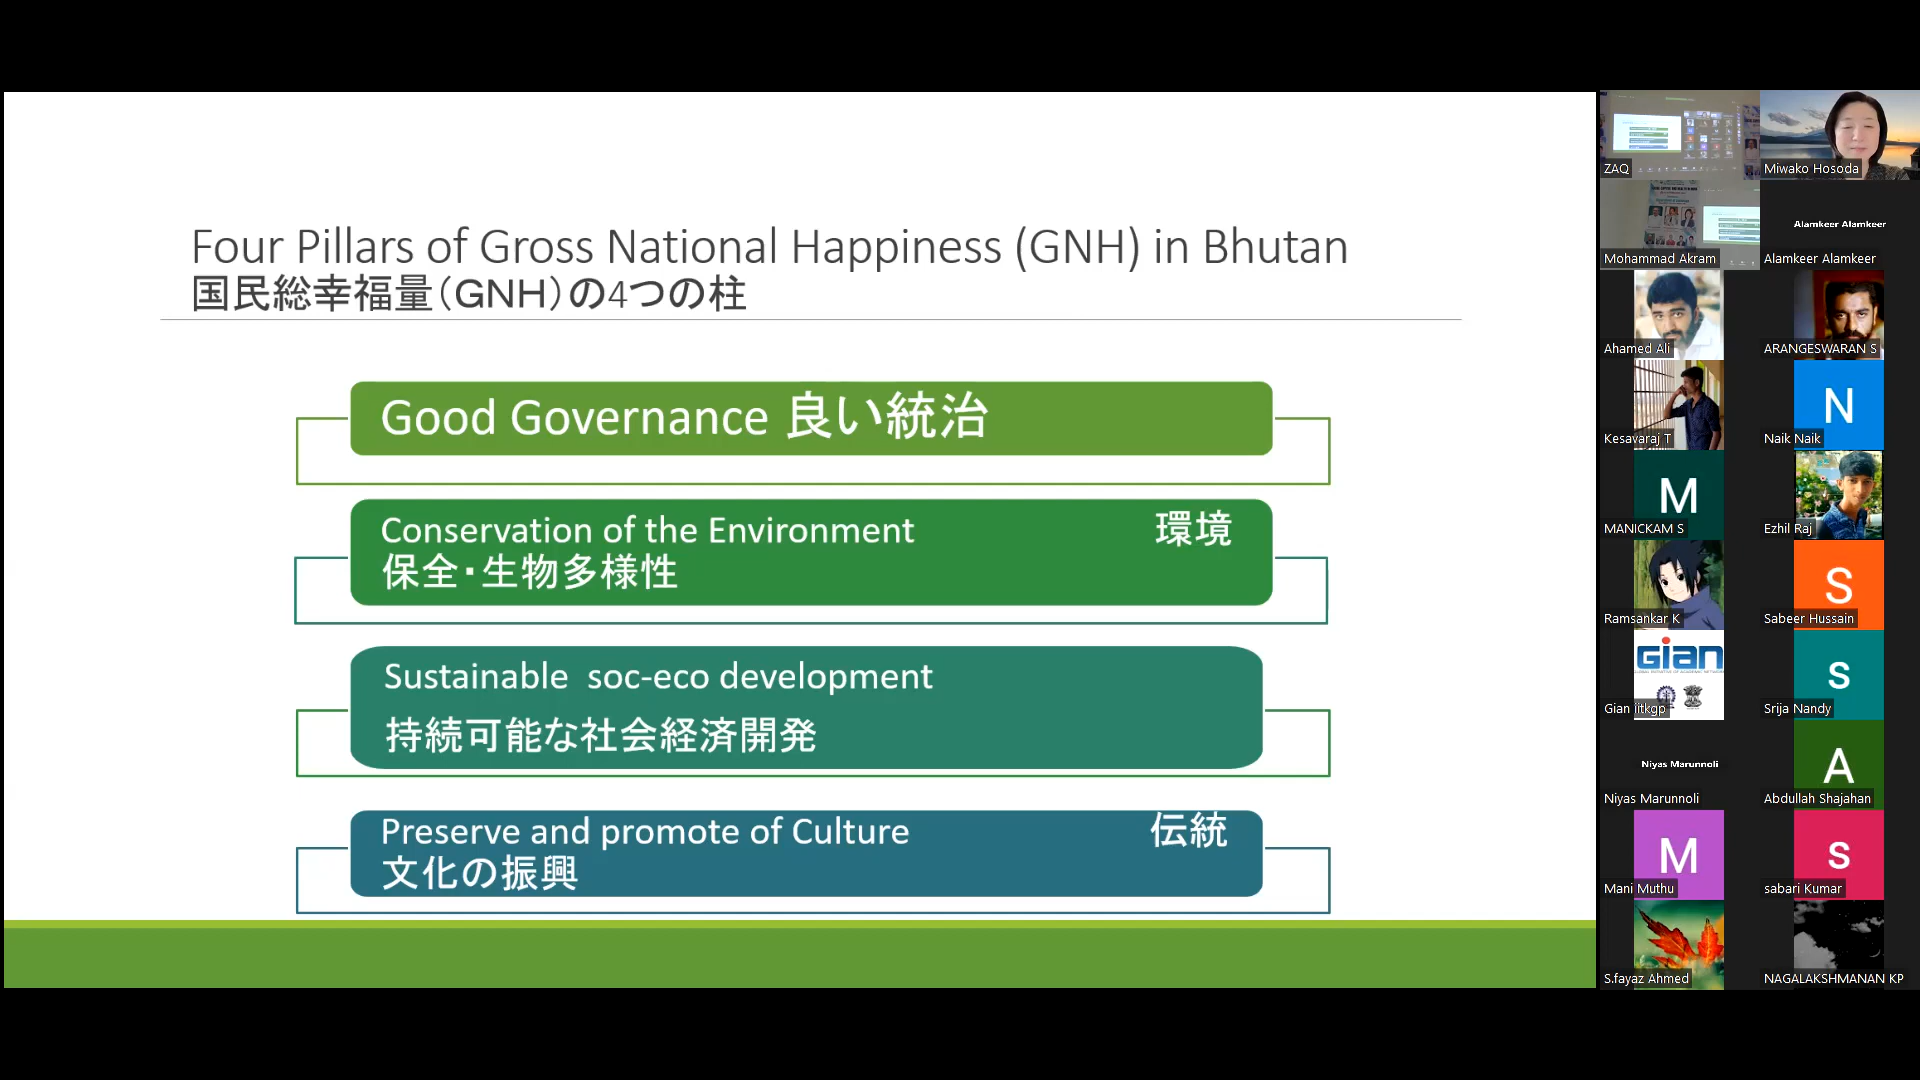 Four Pillars of Gross National Happiness (GNH) in Bhutan
国民総幸福量（GNH）の4つの柱
Good Governance 良い統治
Conservation of the Environment 環境
保全・生物多様性
Sustainable soc-eco development
持続可能な社会経済開発
Preserve and promote of Culture 伝統
文化の振興
ZAQ
Miwako Hosoda
Mohammad Akram
Alamkeer Alamkeer
Alamkeer Alamkeer
Ahamed Ali
ARANGESWARAN S
Kesavaraj T
N
Naik Naik
M
MANICKAM S
Ezhil Raj
Ramsankar K
S
Sabeer Hussain
Gian
Gian iitkgp
s
Srija Nandy
Niyas Marunnoli
Niyas Marunnoli
A
Abdullah Shajahan
M
Mani Muthu
s
sabari Kumar
S.fayaz Ahmed
NAGALAKSHMANAN KP